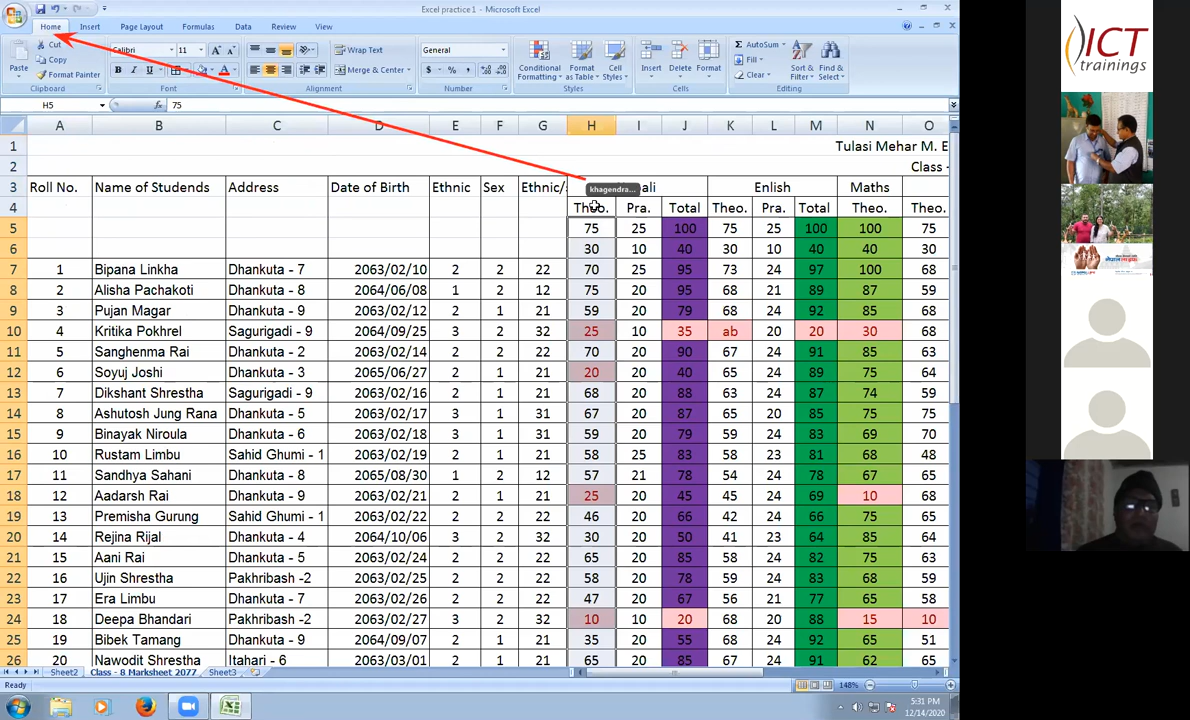 Excel practice 1 - Microsoft Excel
Home Insert Page Layout Formulas Data Review View
Cut
Copy
Format Painter
Paste
Clipboard
Calibri 11
Font
Wrap Text
Merge & Center
Alignment
General
Number
Conditional Formatting
Format as Table
Cell Styles
Styles
Insert Delete Format
Cells
AutoSum
Fill
Clear
Sort & Filter
Find & Select
Editing
H5 fx 75
A B C D E F G H I J K L M N O
1 Tulasi Mehar M. E
2 Class -
3 Roll No. Name of Studends Address Date of Birth Ethnic Sex Ethnic/s ali Enlish Maths
khagendra...
4 Theo. Pra. Total Theo. Pra. Total Theo. Theo.
5 75 25 100 75 25 100 100 75
6 30 10 40 30 10 40 40 30
7 1 Bipana Linkha Dhankuta - 7 2063/02/10 2 2 22 70 25 95 73 24 97 100 68
8 2 Alisha Pachakoti Dhankuta - 8 2064/06/08 1 2 12 75 20 95 68 21 89 87 59
9 3 Pujan Magar Dhankuta - 9 2063/02/12 2 1 21 59 20 79 68 24 92 85 68
10 4 Kritika Pokhrel Sagurigadi - 9 2064/09/25 3 2 32 25 10 35 ab 20 20 30 68
11 5 Sanghenma Rai Dhankuta - 2 2063/02/14 2 2 22 70 20 90 67 24 91 85 63
12 6 Soyuj Joshi Dhankuta - 3 2065/06/27 2 1 21 20 20 40 65 24 89 75 64
13 7 Dikshant Shrestha Sagurigadi - 9 2063/02/16 2 1 21 68 20 88 63 24 87 74 59
14 8 Ashutosh Jung Rana Dhankuta - 5 2063/02/17 3 1 31 67 20 87 65 20 85 75 75
15 9 Binayak Niroula Dhankuta - 6 2063/02/18 3 1 31 59 20 79 59 24 83 69 70
16 10 Rustam Limbu Sahid Ghumi - 1 2063/02/19 2 1 21 58 25 83 58 23 81 68 48
17 11 Sandhya Sahani Dhankuta - 8 2065/08/30 1 2 12 57 21 78 54 24 78 67 65
18 12 Aadarsh Rai Dhankuta - 9 2063/02/21 2 1 21 25 20 45 45 24 69 10 68
19 13 Premisha Gurung Sahid Ghumi - 1 2063/02/22 2 2 22 46 20 66 42 24 66 75 65
20 14 Rejina Rijal Dhankuta - 4 2064/10/06 3 2 32 30 20 50 41 23 64 85 64
21 15 Aani Rai Dhankuta - 5 2063/02/24 2 2 22 65 20 85 58 24 82 75 63
22 16 Ujin Shrestha Pakhribash -2 2063/02/25 2 2 22 58 20 78 59 24 83 68 59
23 17 Era Limbu Dhankuta - 7 2063/02/26 2 2 22 47 20 67 56 21 77 65 58
24 18 Deepa Bhandari Pakhribash -2 2063/02/27 3 2 32 10 10 20 68 20 88 15 10
25 19 Bibek Tamang Dhankuta - 9 2064/09/07 2 1 21 35 20 55 68 24 92 65 51
26 20 Nawodit Shrestha Itahari - 6 2063/03/01 2 1 21 65 20 85 67 24 91 62 65
Sheet2 Class - 8 Marksheet 2077 Sheet3
Ready 148%
5:31 PM
12/14/2020
ICT
trainings